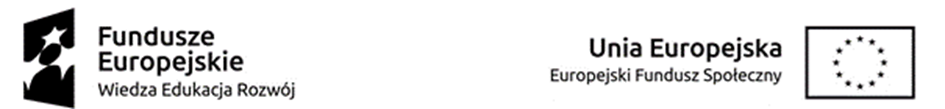 Fundusze
Europejskie
Wiedza Edukacja Rozwój
Unia Europejska
Europejski Fundusz Społeczny